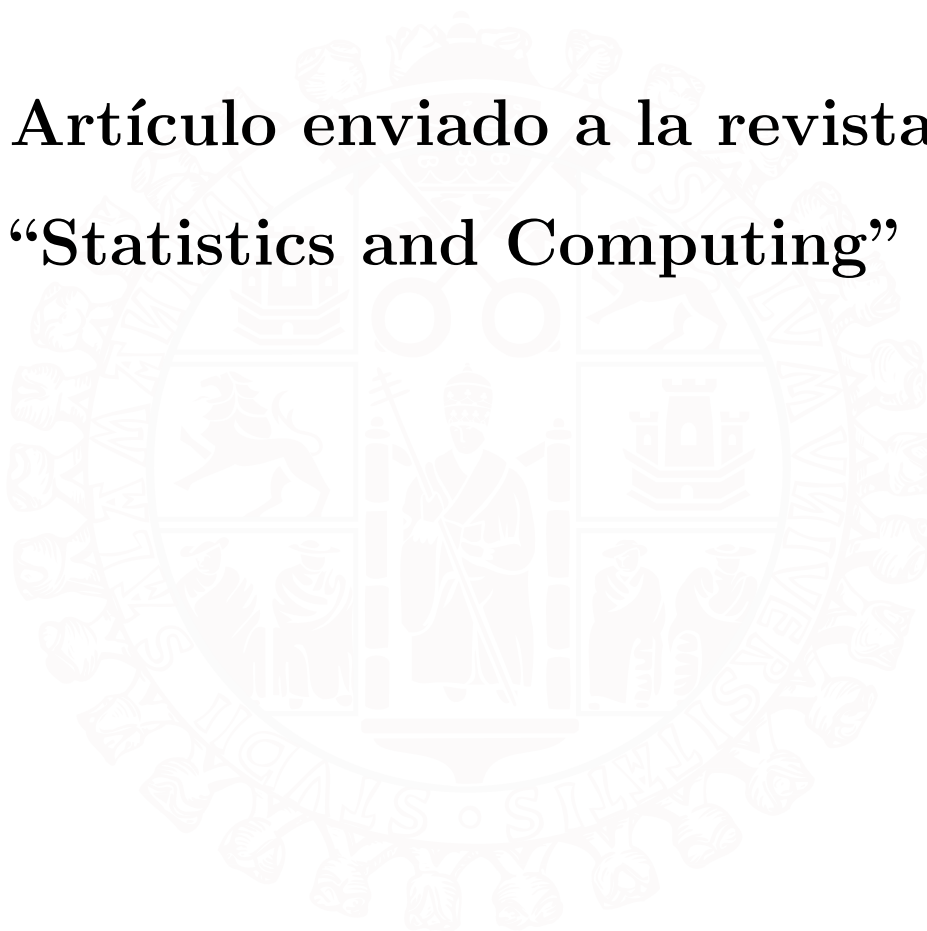 Artículo enviado a la revista
“Statistics and Computing”